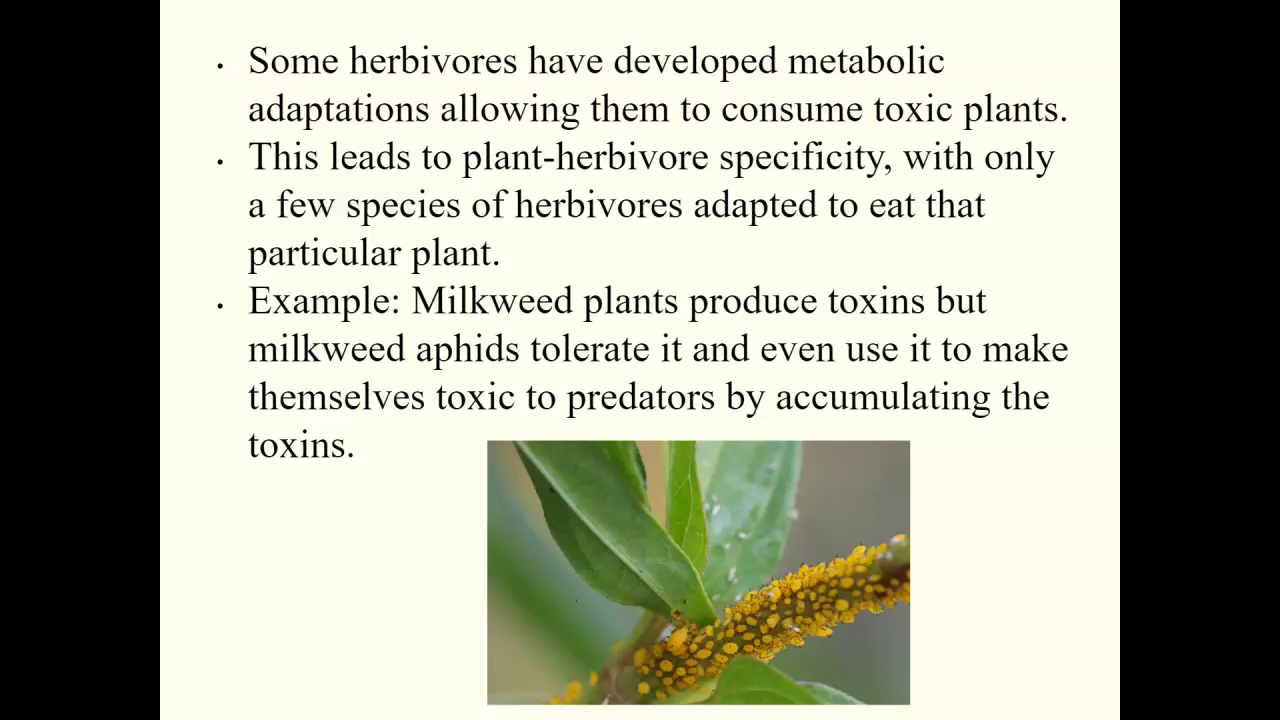 • Some herbivores have developed metabolic
adaptations allowing them to consume toxic plants.
• This leads to plant-herbivore specificity, with only
a few species of herbivores adapted to eat that
particular plant.
• Example: Milkweed plants produce toxins but
milkweed aphids tolerate it and even use it to make
themselves toxic to predators by accumulating the
toxins.